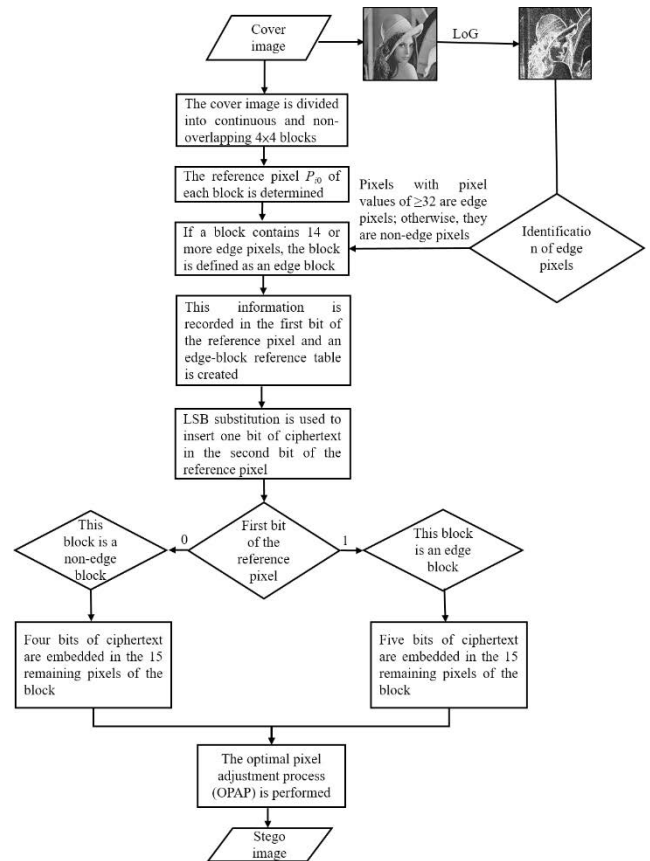 Cover
image
LoG
The cover image is divided
into continuous and non-
overlapping 4×4 blocks
The reference pixel Pi0 of
each block is determined
Pixels with pixel
values of ≥32 are edge
pixels; otherwise, they
are non-edge pixels
Identificatio
n of edge
pixels
If a block contains 14 or
more edge pixels, the block
is defined as an edge block
This information is
recorded in the first bit of
the reference pixel and an
edge-block reference table
is created
LSB substitution is used to
insert one bit of ciphertext
in the second bit of the
reference pixel
This
block is a
non-edge
block
0
First bit
of the
reference
pixel
1
This block
is an edge
block
Four bits of ciphertext
are embedded in the 15
remaining pixels of the
block
Five bits of ciphertext
are embedded in the 15
remaining pixels of the
block
The optimal pixel
adjustment process
(OPAP) is performed
Stego
image